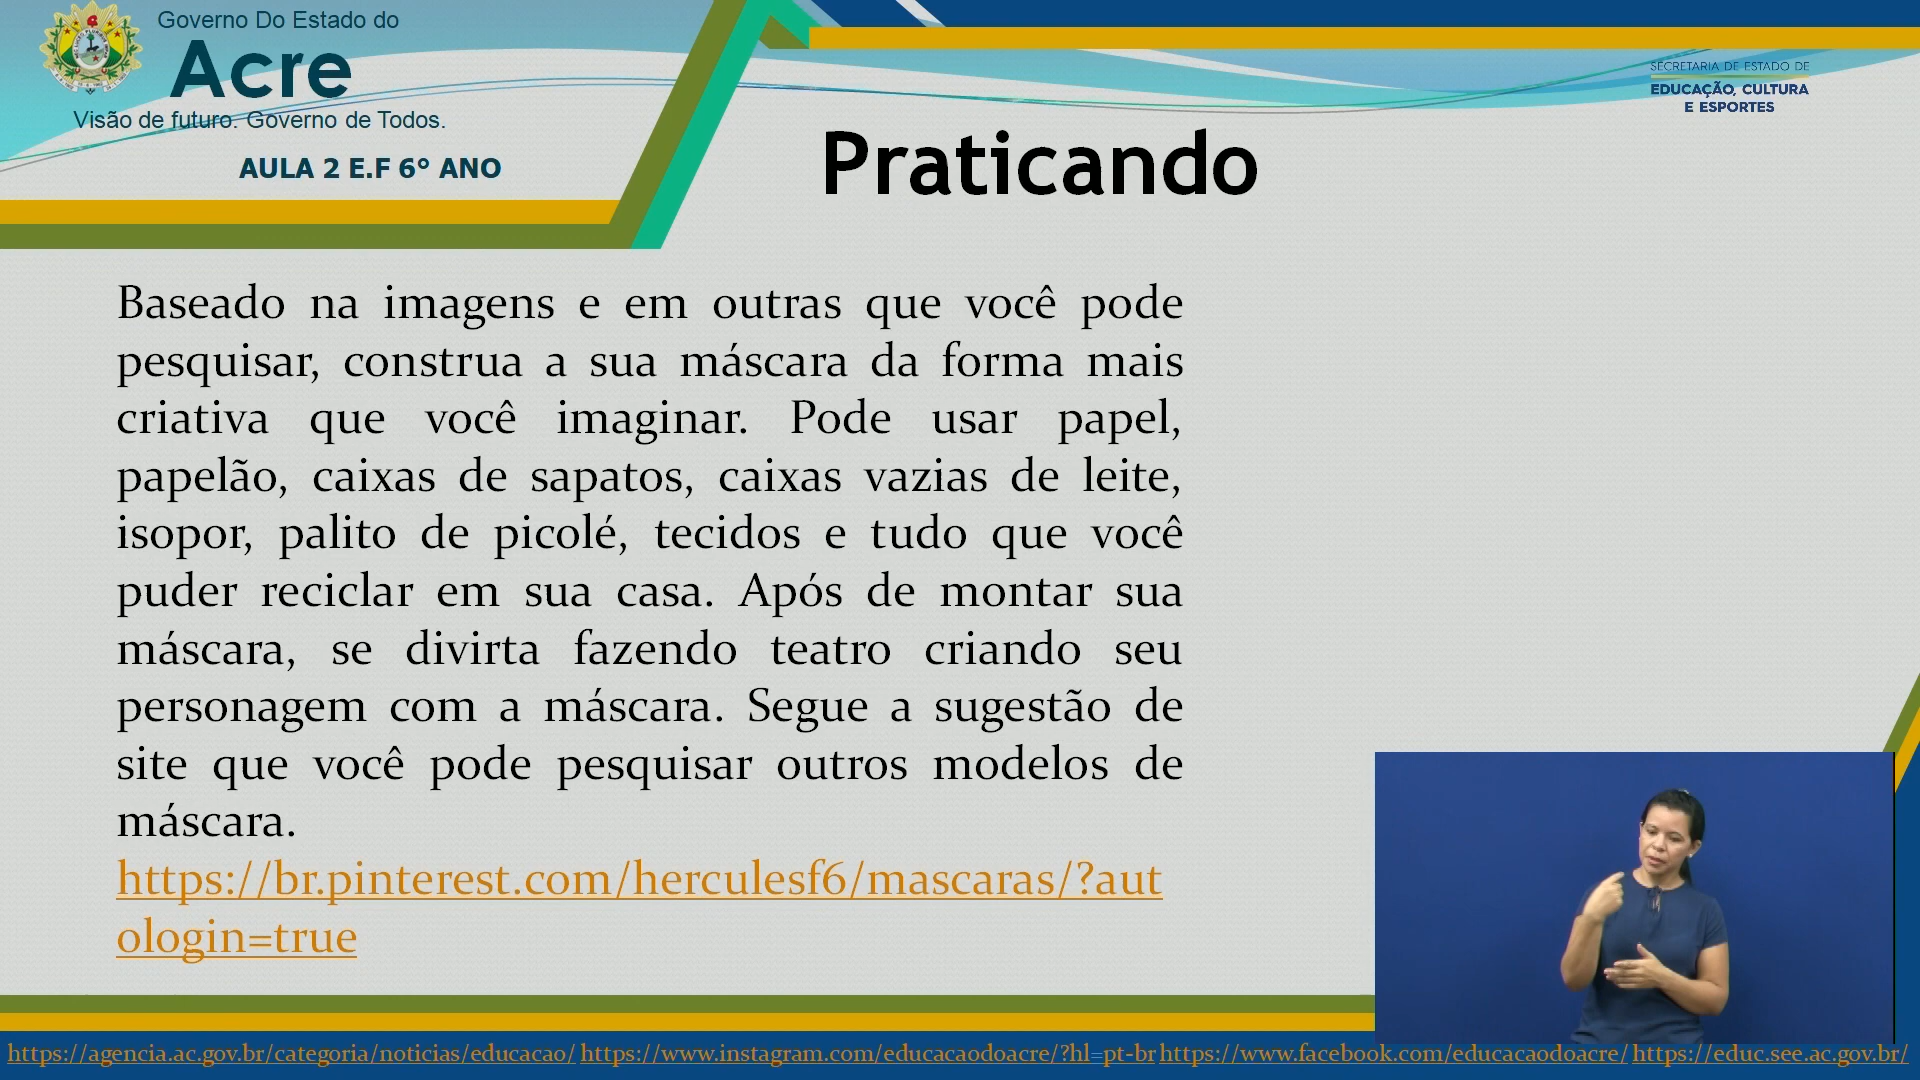 Governo Do Estado do
Acre
Visão de futuro. Governo de Todos.
AULA 2 E.F 6° ANO
SECRETARIA DE ESTADO DE
EDUCAÇÃO, CULTURA
E ESPORTES
Praticando
Baseado na imagens e em outras que você pode
pesquisar, construa a sua máscara da forma mais
criativa que você imaginar. Pode usar papel,
papelão, caixas de sapatos, caixas vazias de leite,
isopor, palito de picolé, tecidos e tudo que você
puder reciclar em sua casa. Após de montar sua
máscara, se divirta fazendo teatro criando seu
personagem com a máscara. Segue a sugestão de
site que você pode pesquisar outros modelos de
máscara.
https://br.pinterest.com/herculesf6/mascaras/?aut
ologin=true
https://agencia.ac.gov.br/categoria/noticias/educacao/ https://www.instagram.com/educacaodoacre/?hl=pt-br https://www.facebook.com/educacaodoacre/ https://educ.see.ac.gov.br/